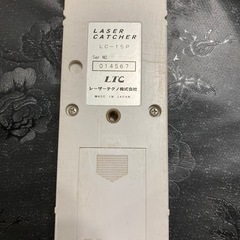 LASER
CATCHER
LC-15P
Ser NO
014567
LTC
レーザーテクノ株式会社
MADE IN JAPAN